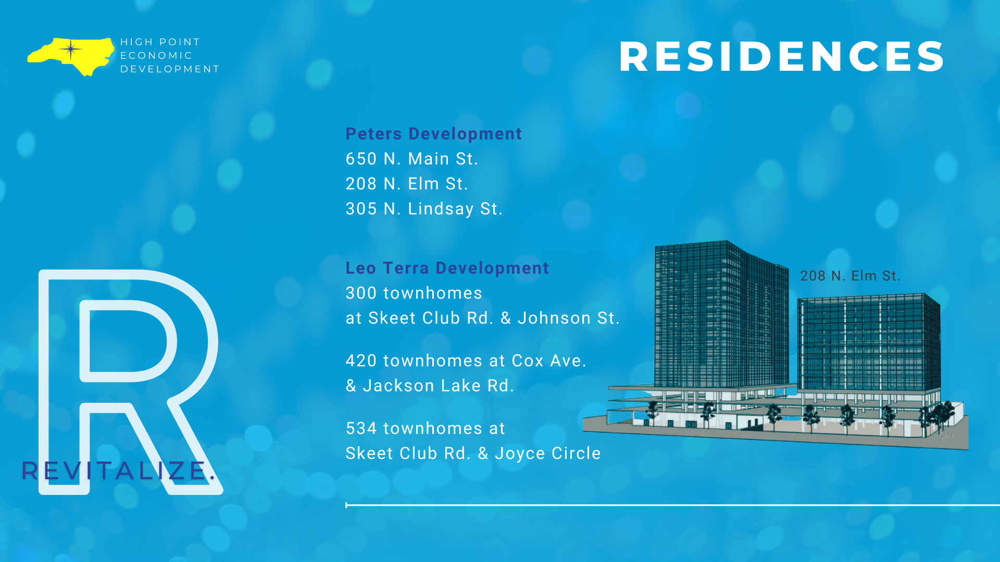 HIGH POINT
ECONOMIC
DEVELOPMENT
RESIDENCES
Peters Development
650 N. Main St.
208 N. Elm St.
305 N. Lindsay St.
Leo Terra Development
300 townhomes
at Skeet Club Rd. & Johnson St.
420 townhomes at Cox Ave.
& Jackson Lake Rd.
534 townhomes at
Skeet Club Rd. & Joyce Circle
208 N. Elm St.
R
REVITALIZE.